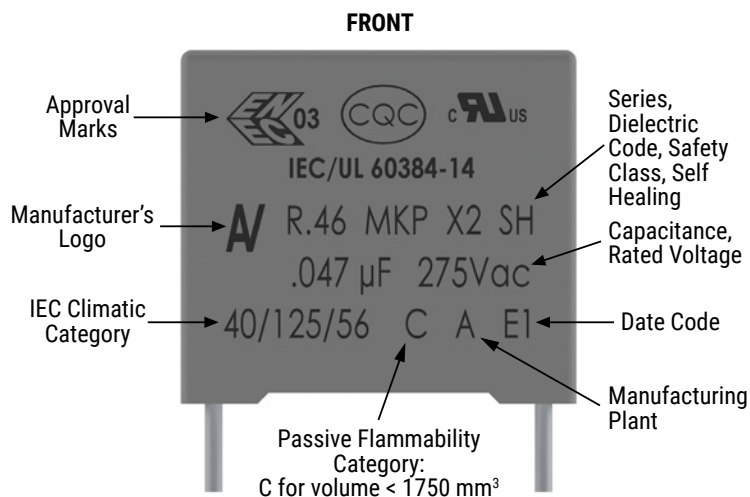 FRONT
Approval
Marks
03 CQC c RU US
IEC/UL 60384-14
Series,
Dielectric
Code, Safety
Class, Self
Healing
Manufacturer's
Logo
R.46 MKP X2 SH
.047 µF 275Vac
Capacitance,
Rated Voltage
IEC Climatic
Category
40/125/56 C A E1
Date Code
Manufacturing
Plant
Passive Flammability
Category:
C for volume < 1750 mm³